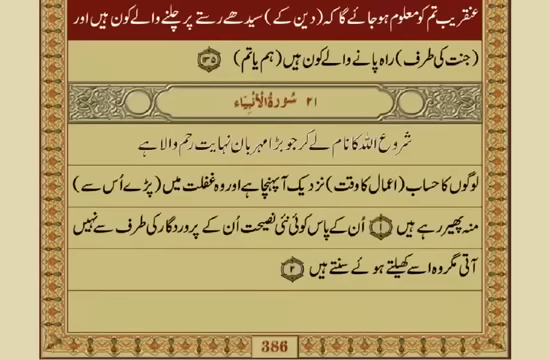 عنقریب تم کو معلوم ہو جائے گا کہ (دین کے) سیدھے رستے پر چلنے والے کون ہیں اور
(جنت کی طرف) راہ پانے والے کون ہیں (ہم یا تم) ۱۳۵
۲۱ سُورَةُ الْأَنْبِيَاء
شروع اللہ کا نام لے کر جو بڑا مہربان نہایت رحم والا ہے
لوگوں کا حساب (اعمال کا وقت) نزدیک آ پہنچا ہے اور وہ غفلت میں (پڑے اُس سے)
منہ پھیر رہے ہیں ۱ اُن کے پاس کوئی نئی نصیحت اُن کے پروردگار کی طرف سے نہیں
آتی مگر وہ اسے کھیلتے ہوئے سنتے ہیں ۲
386